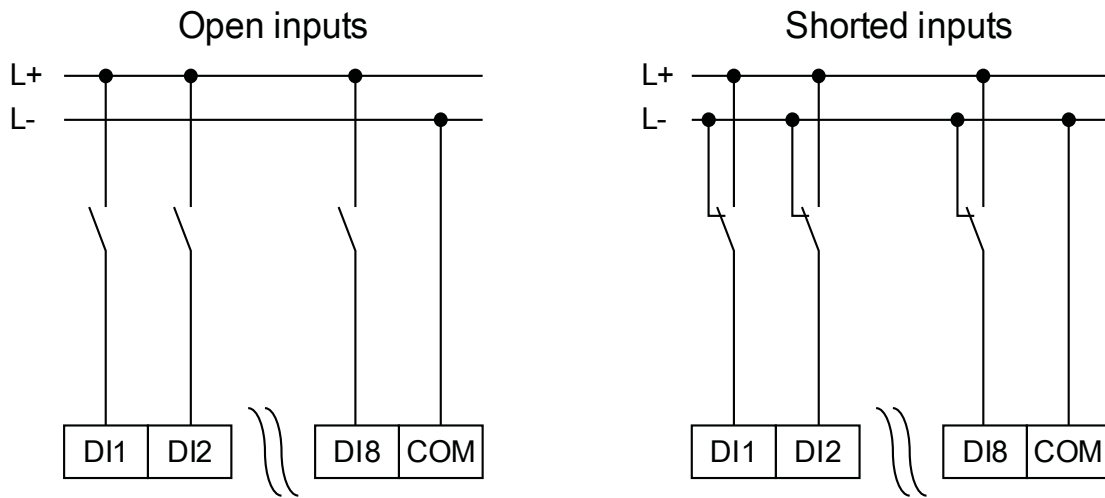 Open inputs
L+
L-
DI1 DI2 DI8 COM
Shorted inputs
L+
L-
DI1 DI2 DI8 COM